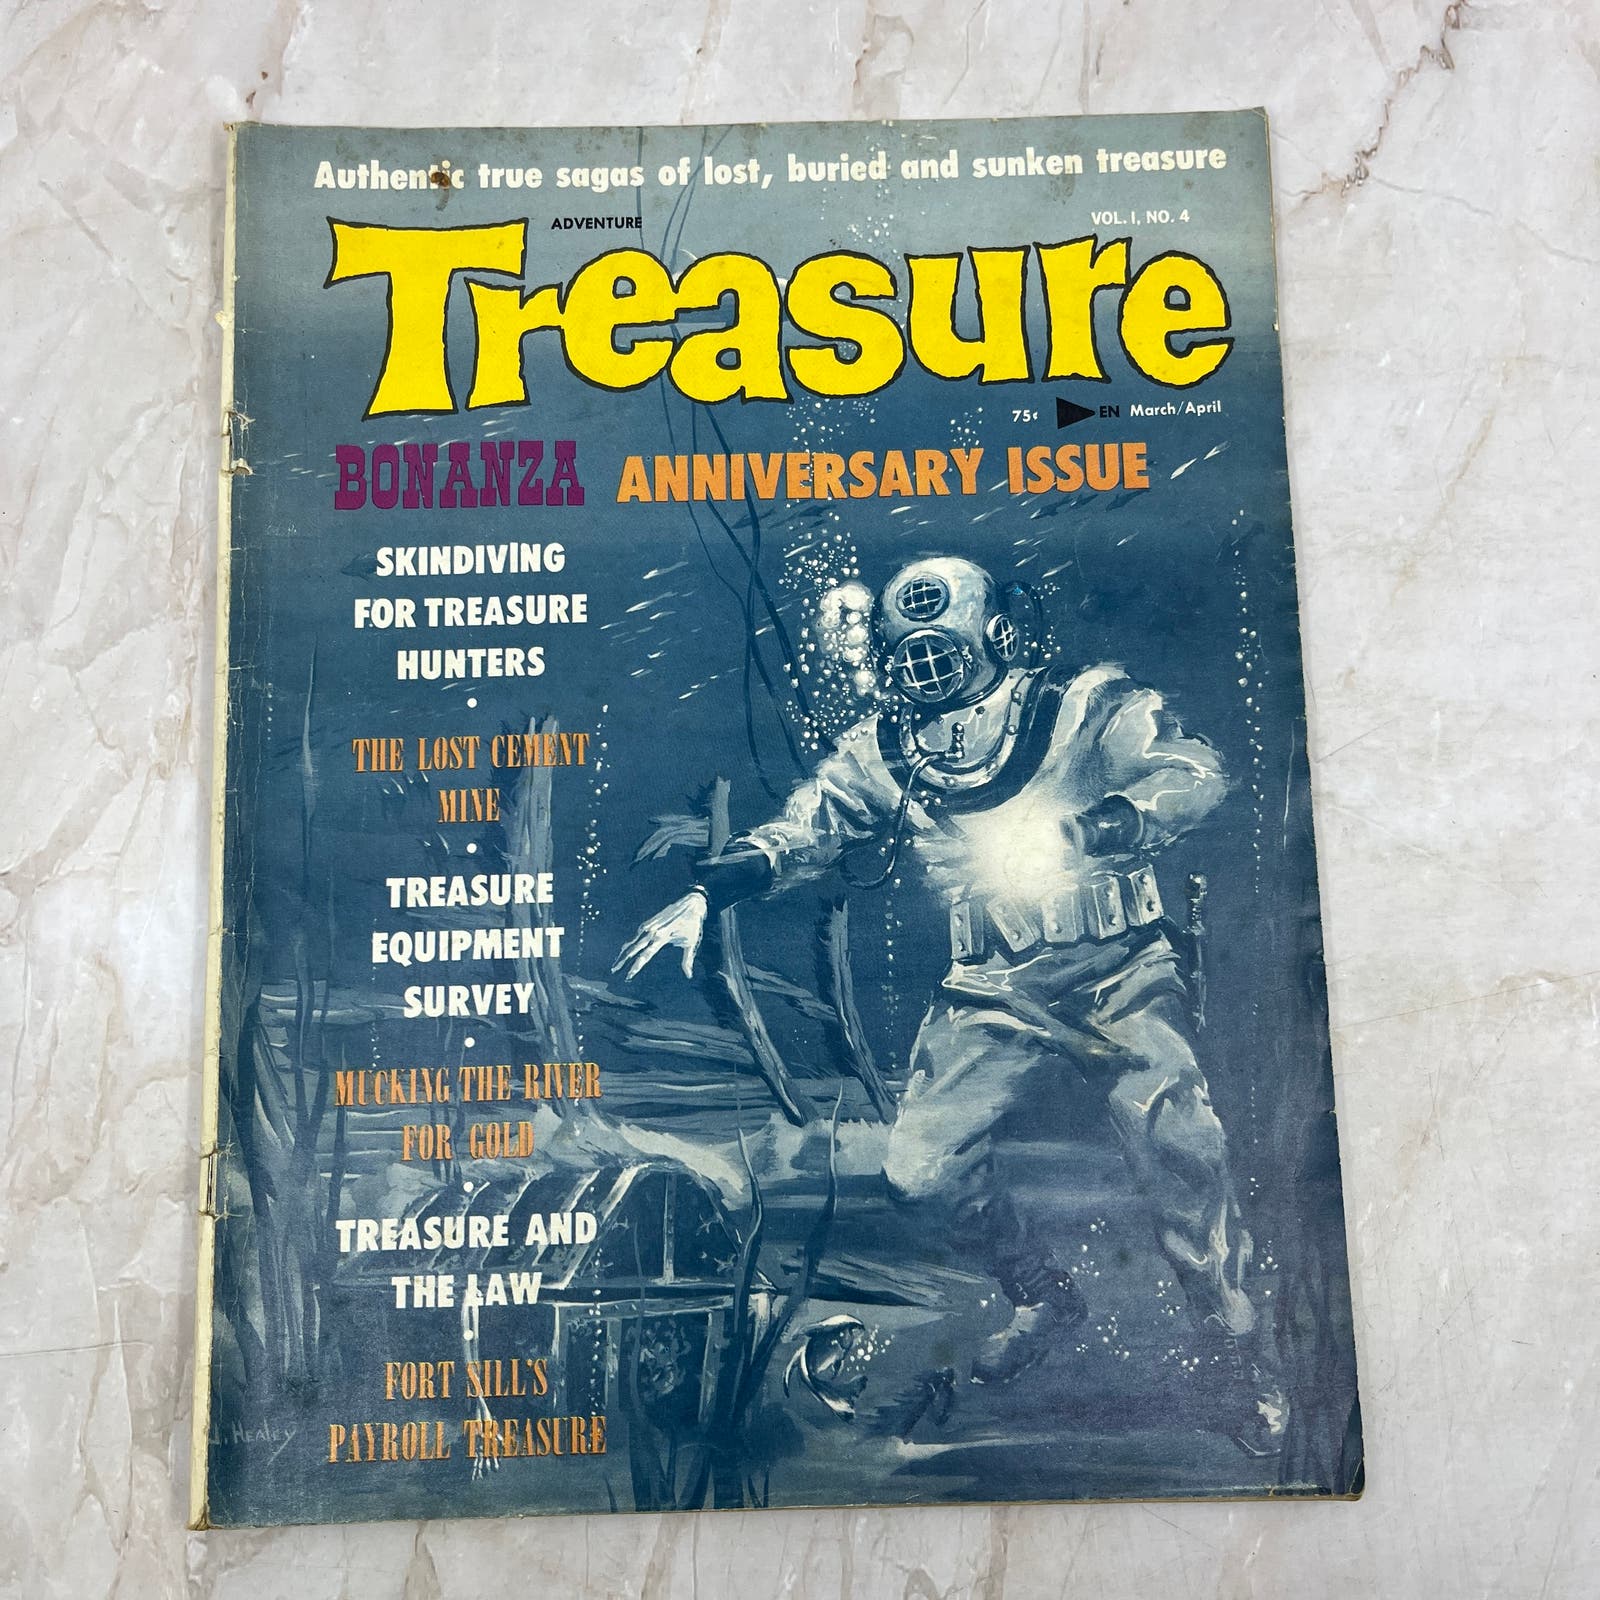 Authentic true sagas of lost, buried and sunken treasure
ADVENTURE
VOL. I, NO. 4
Treasure
75¢ EN March/April
BONANZA ANNIVERSARY ISSUE
SKINDIVING
FOR TREASURE
HUNTERS
•
THE LOST CEMENT
MINE
•
TREASURE
EQUIPMENT
SURVEY
•
MUCKING THE RIVER
FOR GOLD
•
TREASURE AND
THE LAW
•
FORT SILL'S
PAYROLL TREASURE
J. HEALEY